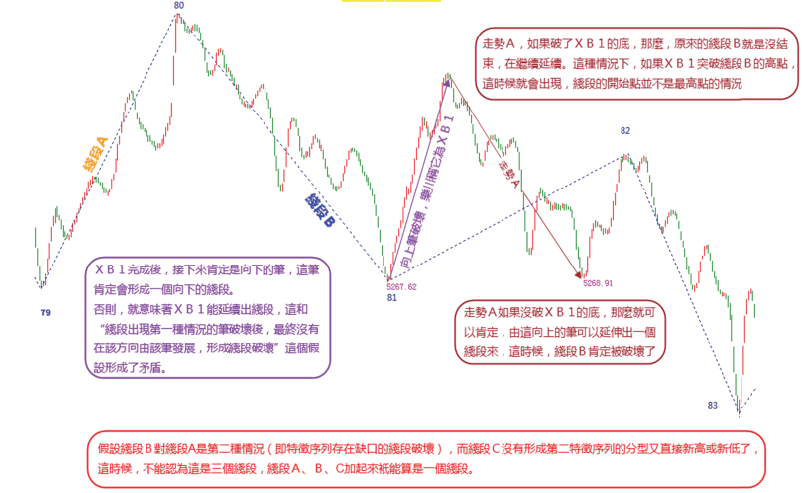 80
走勢A，如果破了ＸＢ１的底，那麼，原來的綫段Ｂ就是沒結
束，在繼續延續。這種情況下，如果ＸＢ１突破綫段Ｂ的高點，
這時候就會出現，綫段的開始點並不是最高點的情況
82
綫段A
綫段B
向上筆破壞，樂川稱它為ＸＢ１
走勢A
ＸＢ１完成後，接下來肯定是向下的筆，這筆
肯定會形成一個向下的綫段。
否則，就意味著ＸＢ１能延續出綫段，這和
“綫段出現第一種情況的筆破壞後，最終沒有
在該方向由該筆發展，形成綫段破壞”這個假
設形成了矛盾。
79
5267.62
81
5268.91
走勢A如果沒破ＸＢ１的底，那麼就可
以肯定．由這向上的筆可以延伸出一個
綫段來．這時候，綫段Ｂ肯定被破壞了
83
假設綫段Ｂ對綫段A是第二種情況（即特徵序列存在缺口的綫段破壞），而綫段Ｃ沒有形成第二特徵序列的分型又直接新高或新低了，
這時候，不能認為這是三個綫段，綫段Ａ、Ｂ、C加起來衹能算是一個綫段。